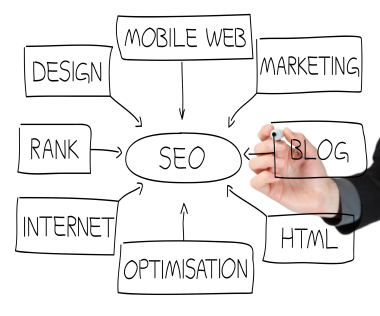 MOBILE WEB
DESIGN
MARKETING
RANK
SEO
BLOG
INTERNET
HTML
OPTIMISATION